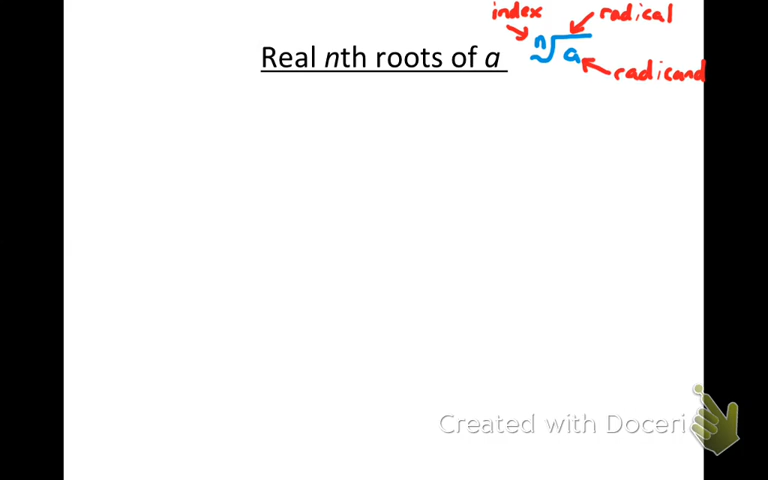 index
radical
Real nth roots of a
n√a
radicand
Created with Doceri